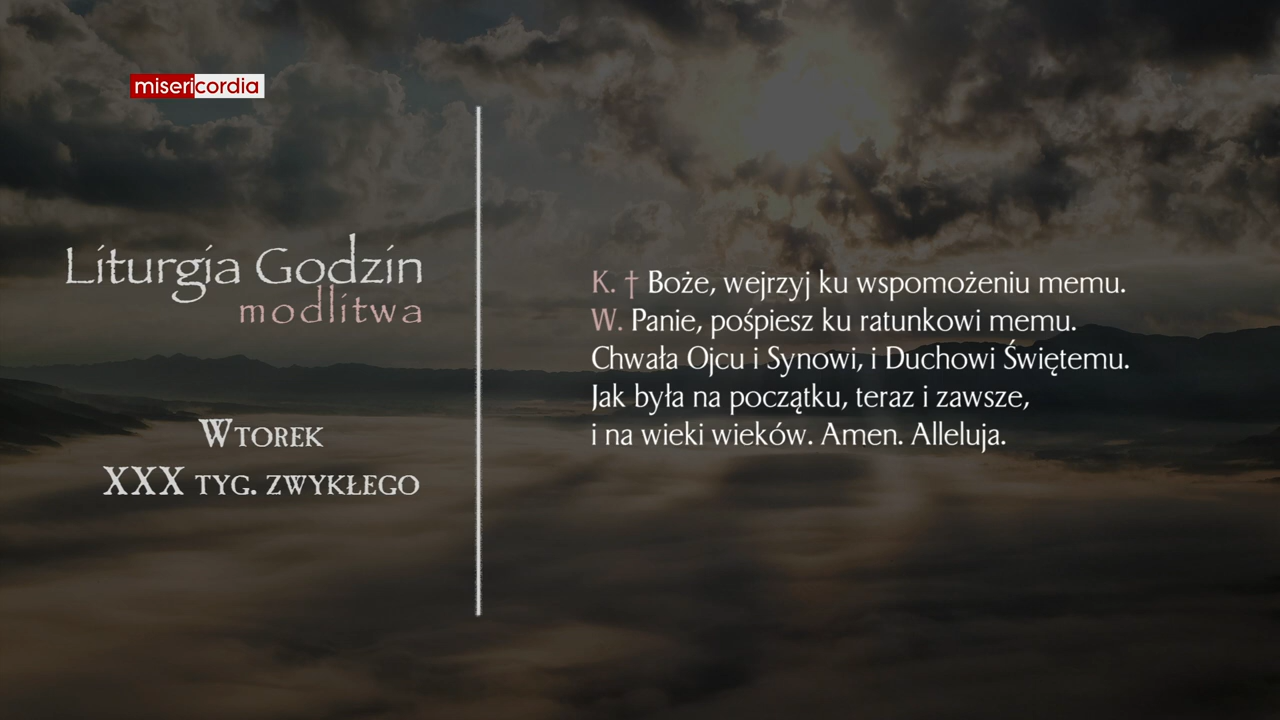 misericordia
Liturgia Godzin
modlitwa
Wtorek
XXX tyg. zwykłego
K. † Boże, wejrzyj ku wspomożeniu memu.
W. Panie, pośpiesz ku ratunkowi memu.
Chwała Ojcu i Synowi, i Duchowi Świętemu.
Jak była na początku, teraz i zawsze,
i na wieki wieków. Amen. Alleluja.